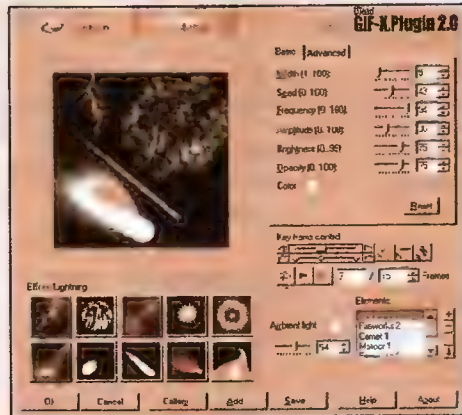 GIF-X.Plugin 2.0
Basic Advanced
Width (1..100):
Speed (0..100):
Frequency (0..100):
Amplitude (0..100):
Brightness (0..95):
Opacity (0..100):
Color
Reset
Key frame control
Frames
Effect: Lightning
Ambient light
54
Elements
Fireworks 2
Comet 1
Meteor 1
OK Cancel Gallery Add Save Help About